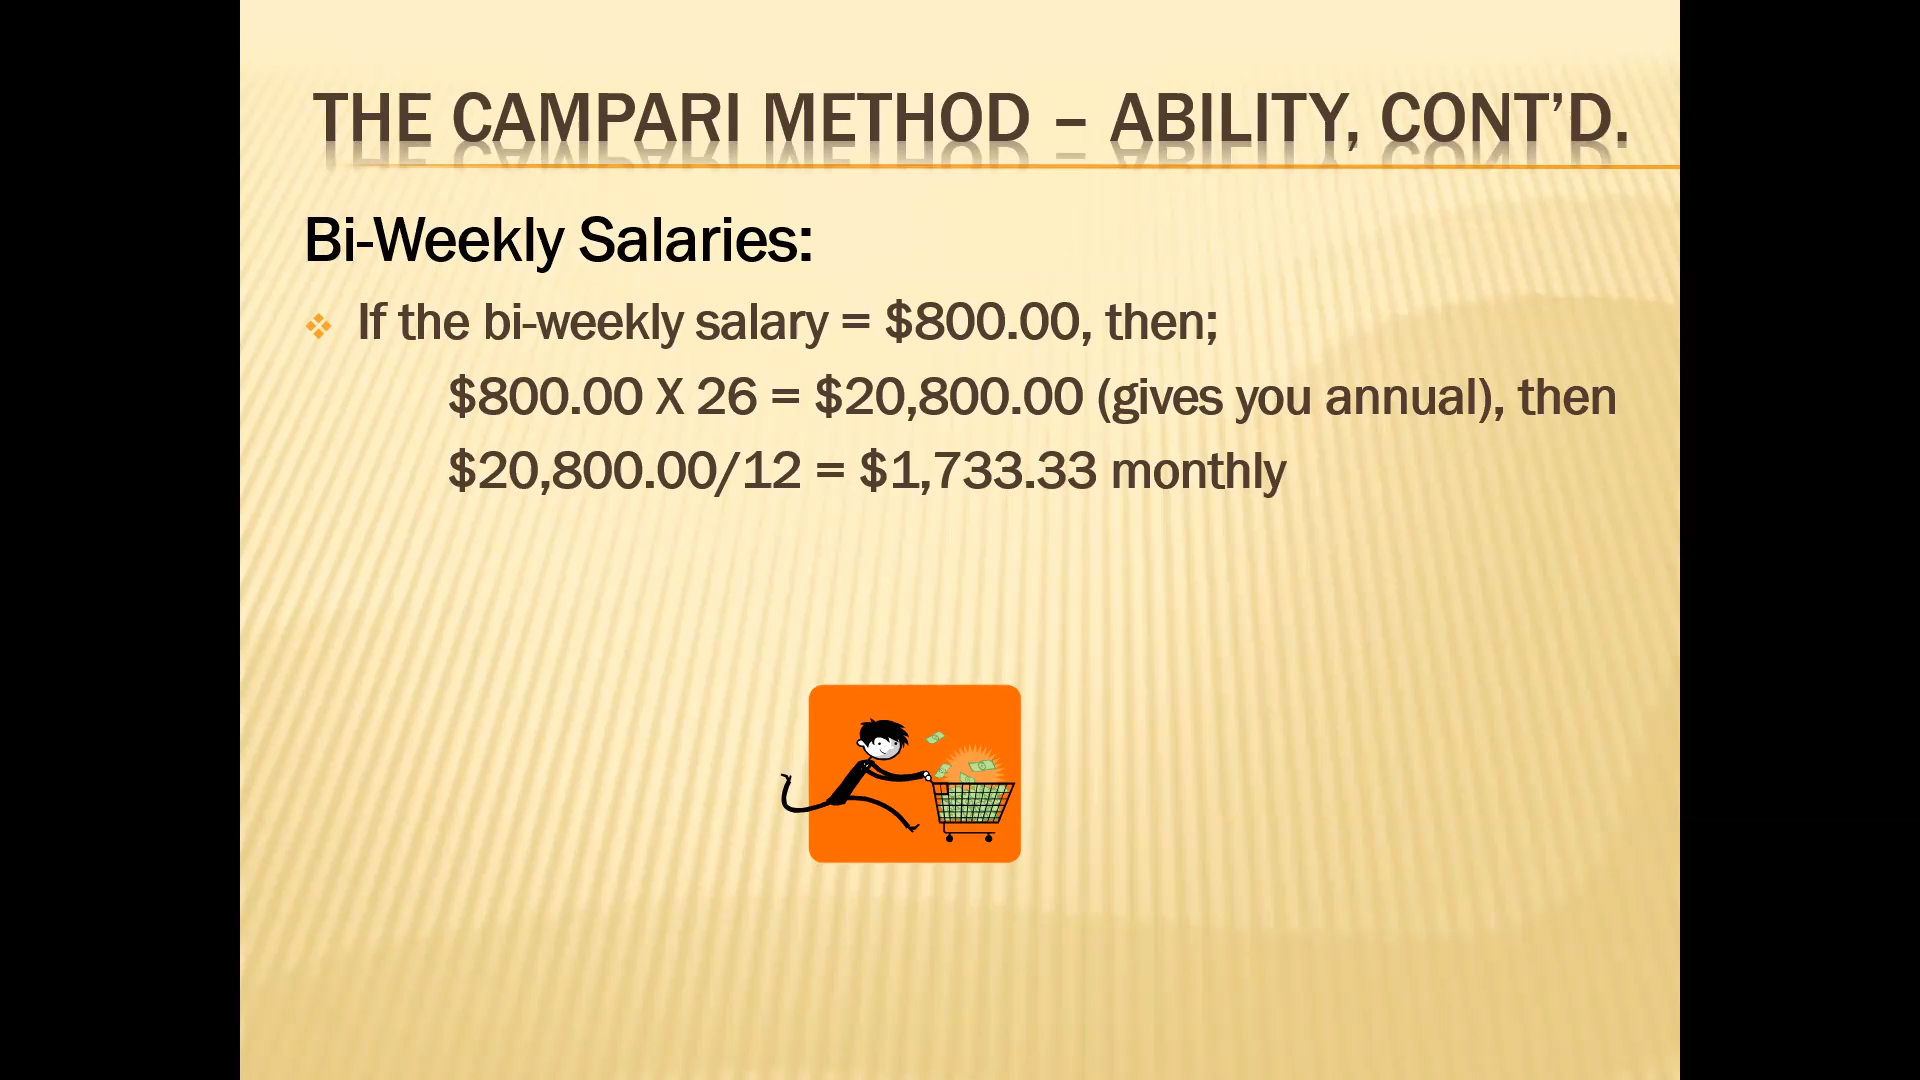 THE CAMPARI METHOD – ABILITY, CONT’D.
Bi-Weekly Salaries:
If the bi-weekly salary = $800.00, then;
$800.00 X 26 = $20,800.00 (gives you annual), then
$20,800.00/12 = $1,733.33 monthly